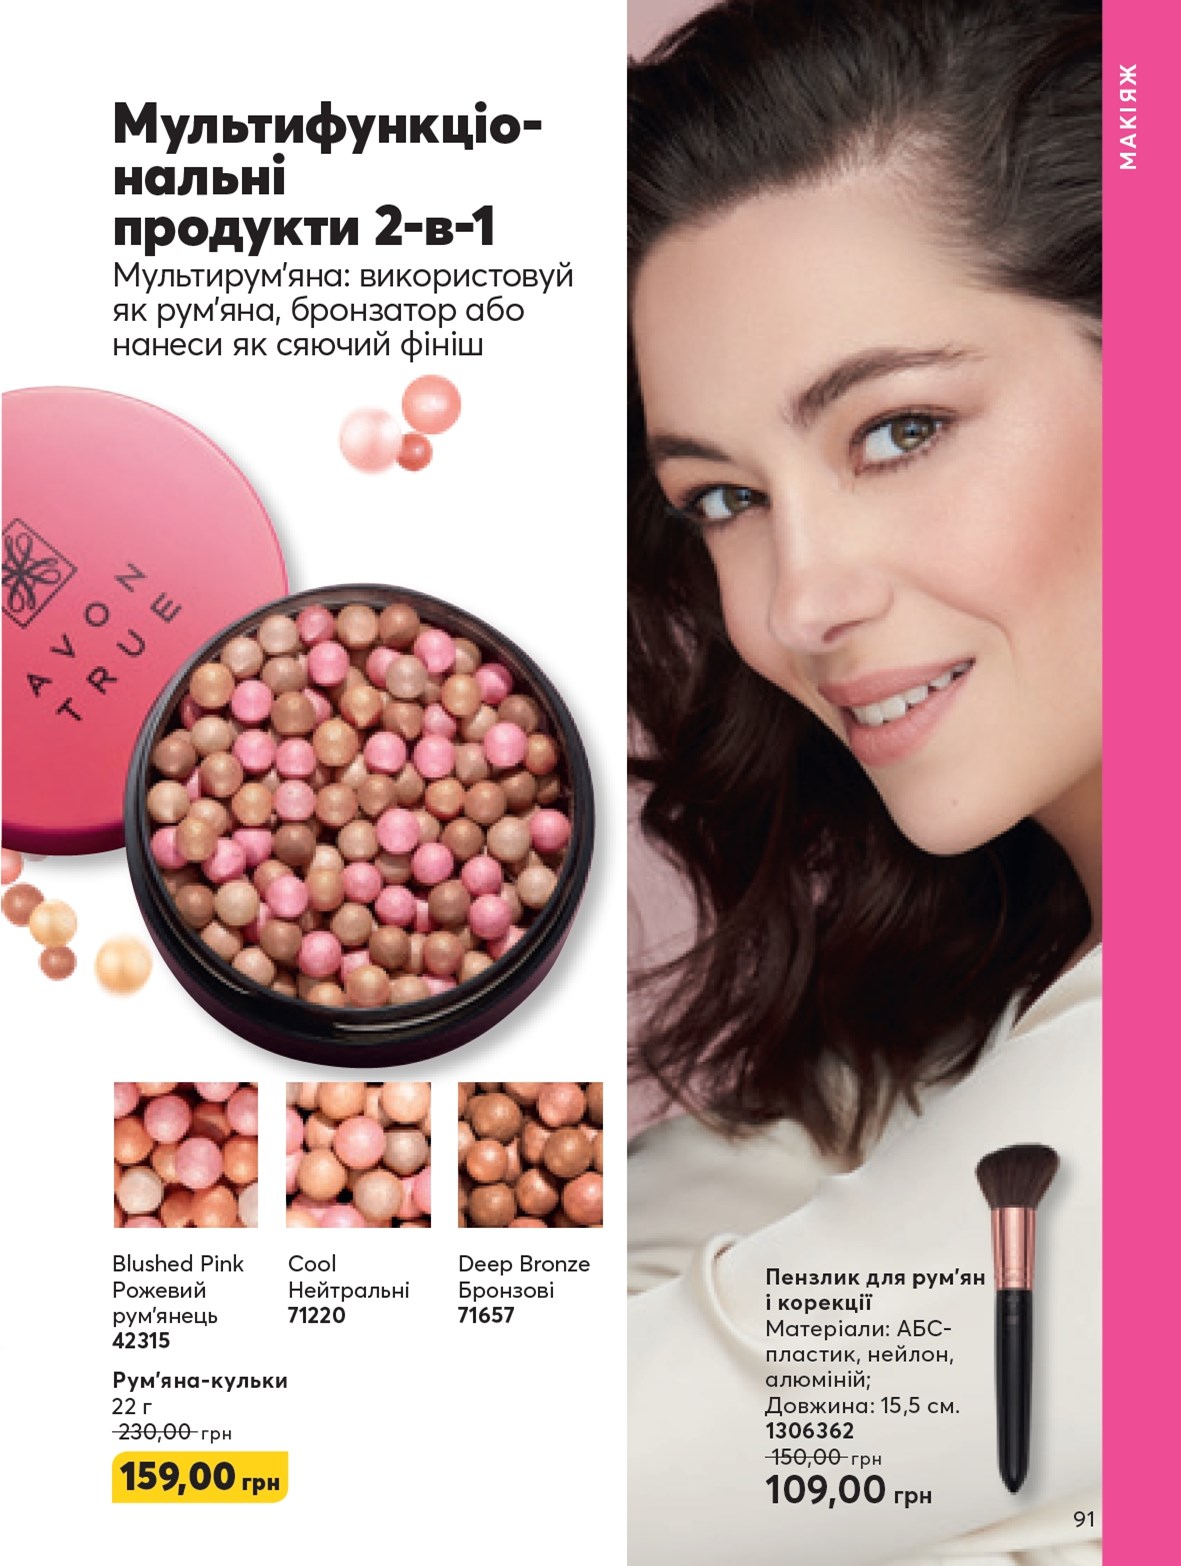 МАКІЯЖ
Мультифункціо-
нальні
продукти 2-в-1
Мультирум'яна: використовуй
як рум'яна, бронзатор або
нанеси як сяючий фініш
AVON
TRUE
Blushed Pink
Рожевий
рум'янець
42315
Cool
Нейтральні
71220
Deep Bronze
Бронзові
71657
Рум'яна-кульки
22 г
230,00 грн
159,00 грн
Пензлик для рум'ян
і корекції
Матеріали: АБС-
пластик, нейлон,
алюміній;
Довжина: 15,5 см.
1306362
150,00 грн
109,00 грн
91